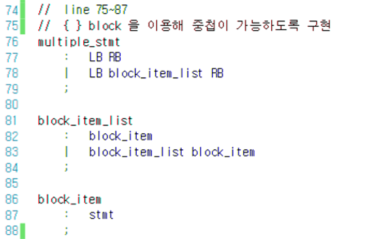 74 // line 75~87
75 // { } block 을 이용해 중첩이 가능하도록 구현
76 multiple_stmt
77 : LB RB
78 | LB block_item_list RB
79 ;
80
81 block_item_list
82 : block_item
83 | block_item_list block_item
84 ;
85
86 block_item
87 : stmt
88 ;